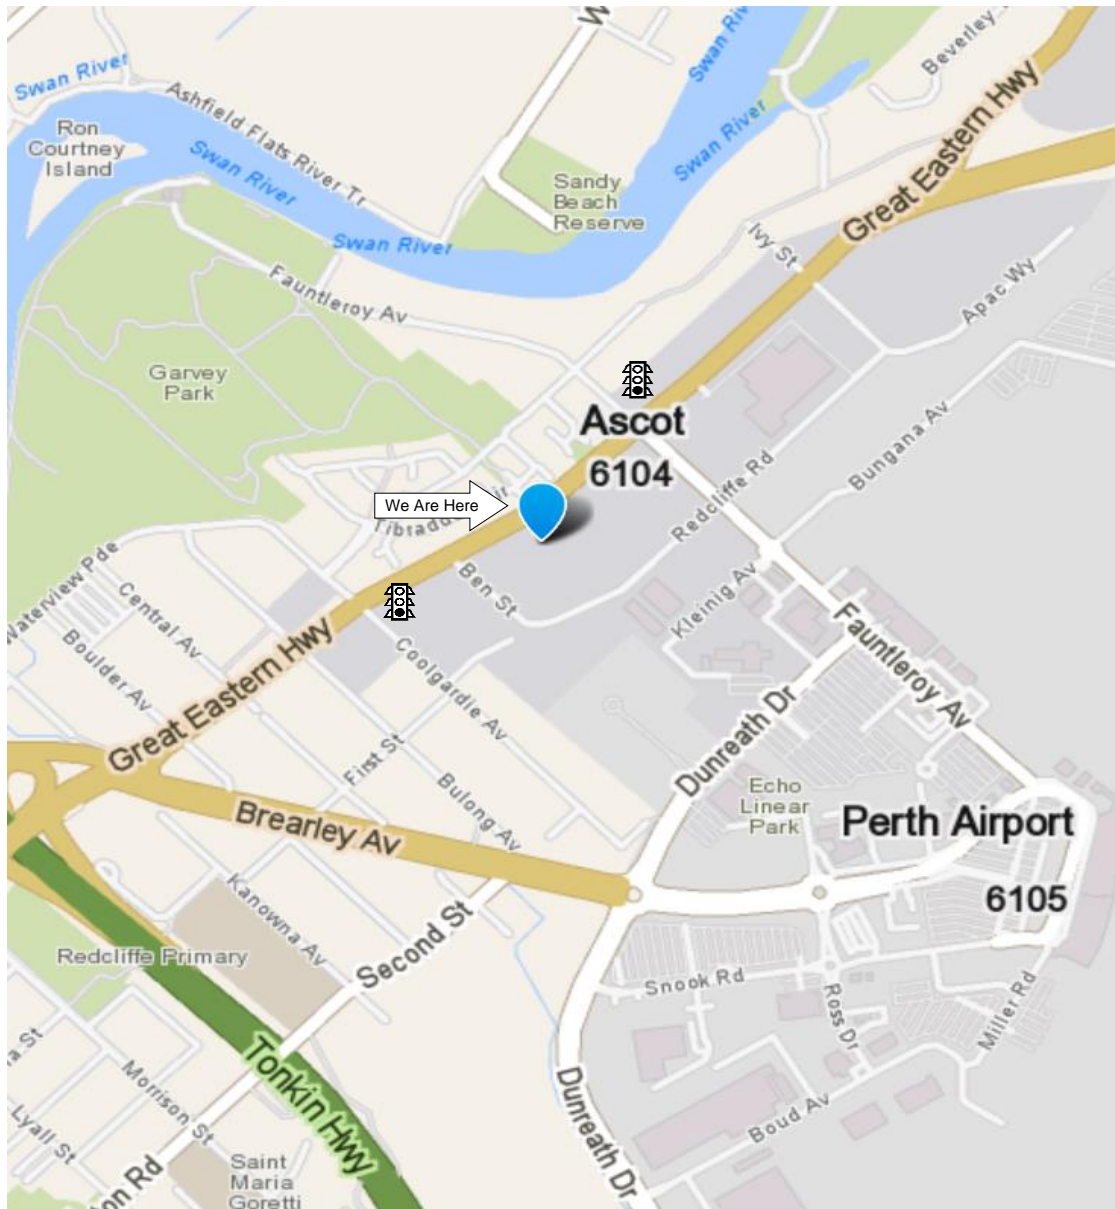 Swan River
Ashfield Flats River Tr
Ron
Courtney
Island
Swan River
Swan River
Sandy
Beach
Reserve
Swan Riv
Swan River
Beverley
Great Eastern Hwy
Ivy St
Apac Wy
Fauntleroy Av
Garvey
Park
Ascot
6104
Bungana Av
Redcliffe Rd
We Are Here
Tibradd
Waterview Pde
Central Av
Boulder Av
Ben St
Kleinig Av
Fauntleroy Av
Coolgardie Av
Great Eastern Hwy
First St
Bulong Av
Dunreath Dr
Echo
Linear
Park
Perth Airport
6105
Brearley Av
Kanowna Av
Second St
Redcliffe Primary
Snook Rd
Ross Dr
Miller Rd
Tonkin Hwy
Morrison St
Lyall St
a St
on Rd
Saint
Maria
Goretti
Dunreath Dr
Boud Av